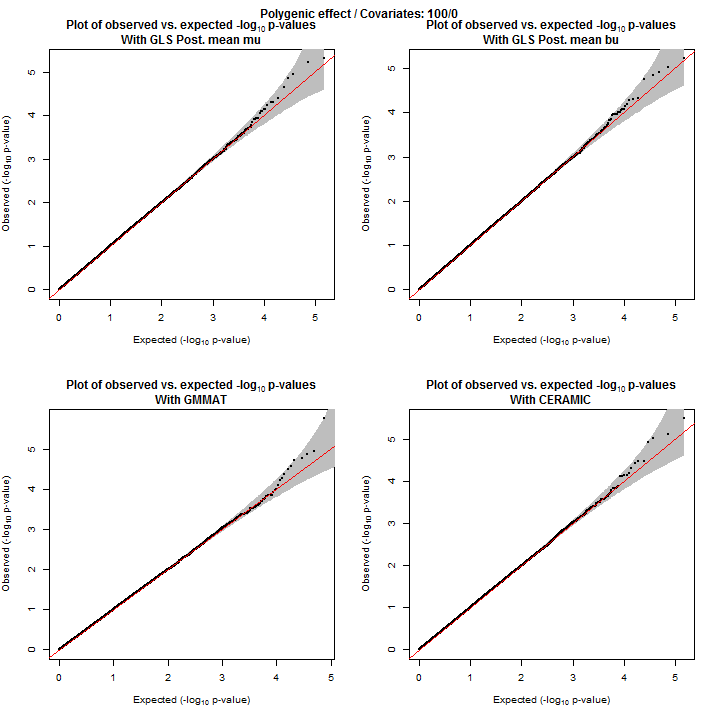 Polygenic effect / Covariates: 100/0
Plot of observed vs. expected -log10 p-values
With GLS Post. mean mu
Observed (-log10 p-value)
0 1 2 3 4 5
0 1 2 3 4 5
Expected (-log10 p-value)
Plot of observed vs. expected -log10 p-values
With GLS Post. mean bu
Observed (-log10 p-value)
0 1 2 3 4 5
0 1 2 3 4 5
Expected (-log10 p-value)
Plot of observed vs. expected -log10 p-values
With GMMAT
Observed (-log10 p-value)
0 1 2 3 4 5
0 1 2 3 4 5
Expected (-log10 p-value)
Plot of observed vs. expected -log10 p-values
With CERAMIC
Observed (-log10 p-value)
0 1 2 3 4 5
0 1 2 3 4 5
Expected (-log10 p-value)